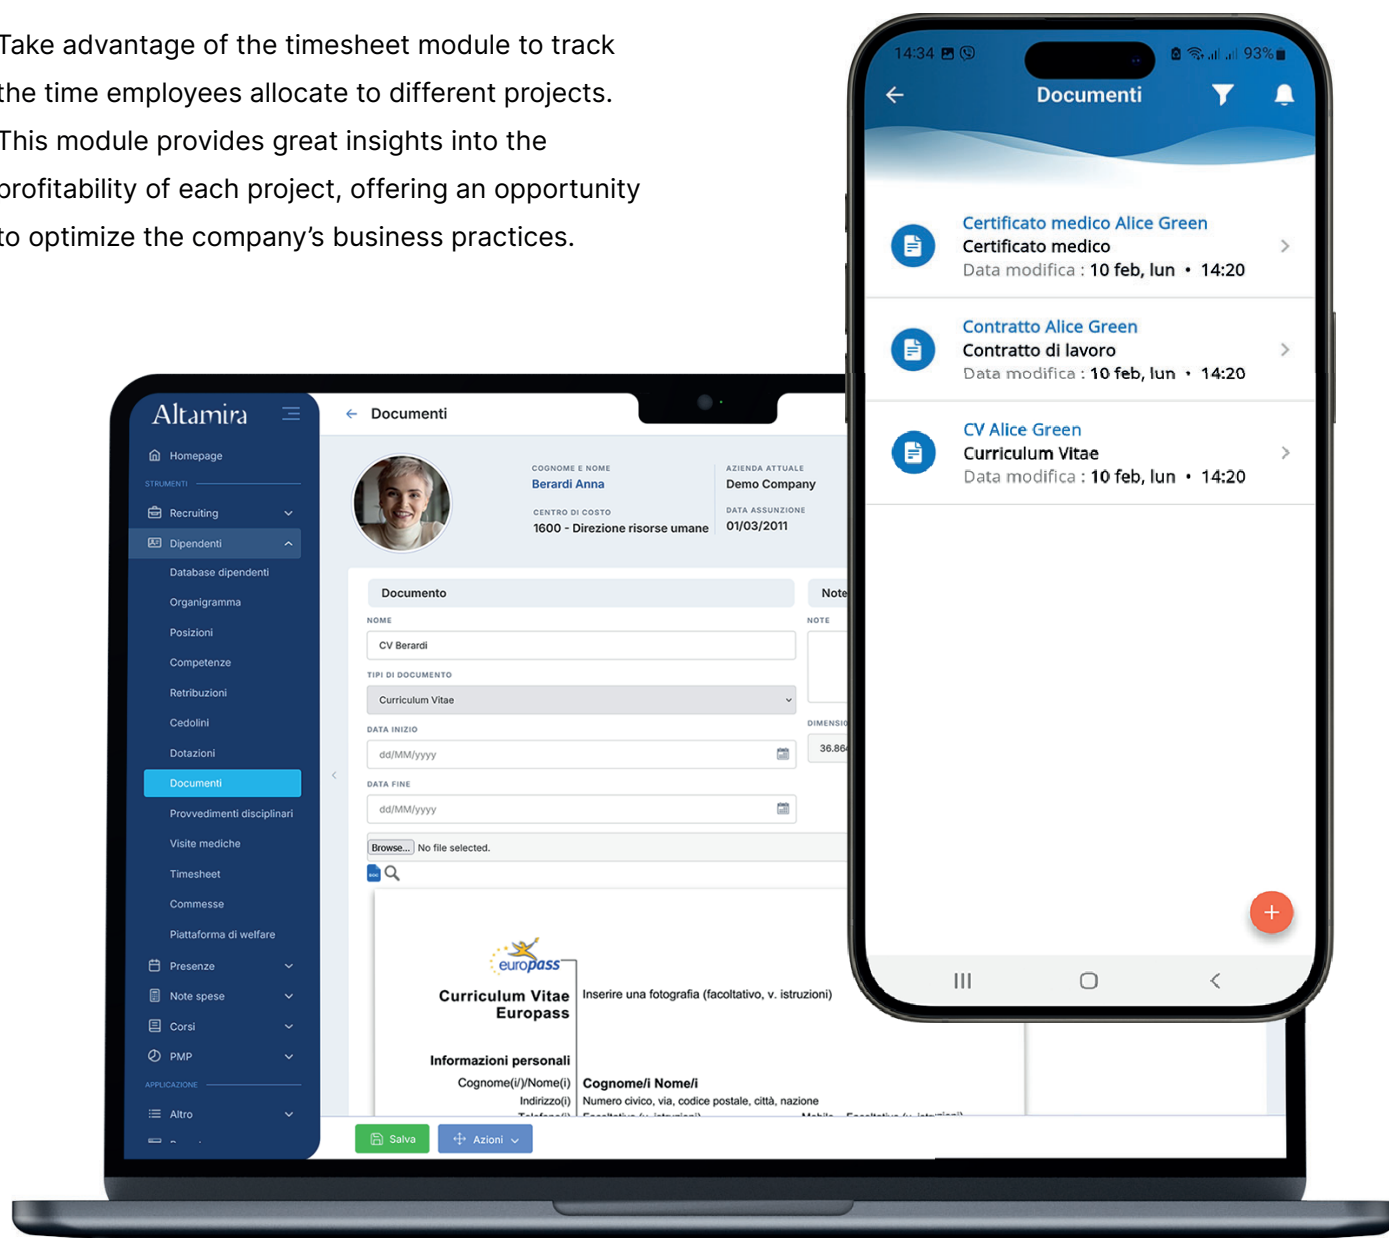 Take advantage of the timesheet module to track
the time employees allocate to different projects.
This module provides great insights into the
profitability of each project, offering an opportunity
to optimize the company's business practices.
14:34 93%
Documenti
Certificato medico Alice Green
Certificato medico
Data modifica : 10 feb, lun • 14:20
Contratto Alice Green
Contratto di lavoro
Data modifica : 10 feb, lun • 14:20
CV Alice Green
Curriculum Vitae
Data modifica : 10 feb, lun • 14:20
Altamira
Homepage
STRUMENTI
Recruiting
Dipendenti
Database dipendenti
Organigramma
Posizioni
Competenze
Retribuzioni
Cedolini
Dotazioni
Documenti
Provvedimenti disciplinari
Visite mediche
Timesheet
Commesse
Piattaforma di welfare
Presenze
Note spese
Corsi
PMP
APPLICAZIONE
Altro
Documenti
COGNOME E NOME
Berardi Anna
CENTRO DI COSTO
1600 - Direzione risorse umane
AZIENDA ATTUALE
Demo Company
DATA ASSUNZIONE
01/03/2011
Documento
NOME
CV Berardi
TIPI DI DOCUMENTO
Curriculum Vitae
DATA INIZIO
dd/MM/yyyy
DATA FINE
dd/MM/yyyy
Browse... No file selected.
DOC
Note
NOTE
DIMENSIO
36.86
europass
Curriculum Vitae
Europass
Inserire una fotografia (facoltativo, v. istruzioni)
Informazioni personali
Cognome(i/)/Nome(i) Cognome/i Nome/i
Indirizzo(i) Numero civico, via, codice postale, città, nazione
Salva
Azioni